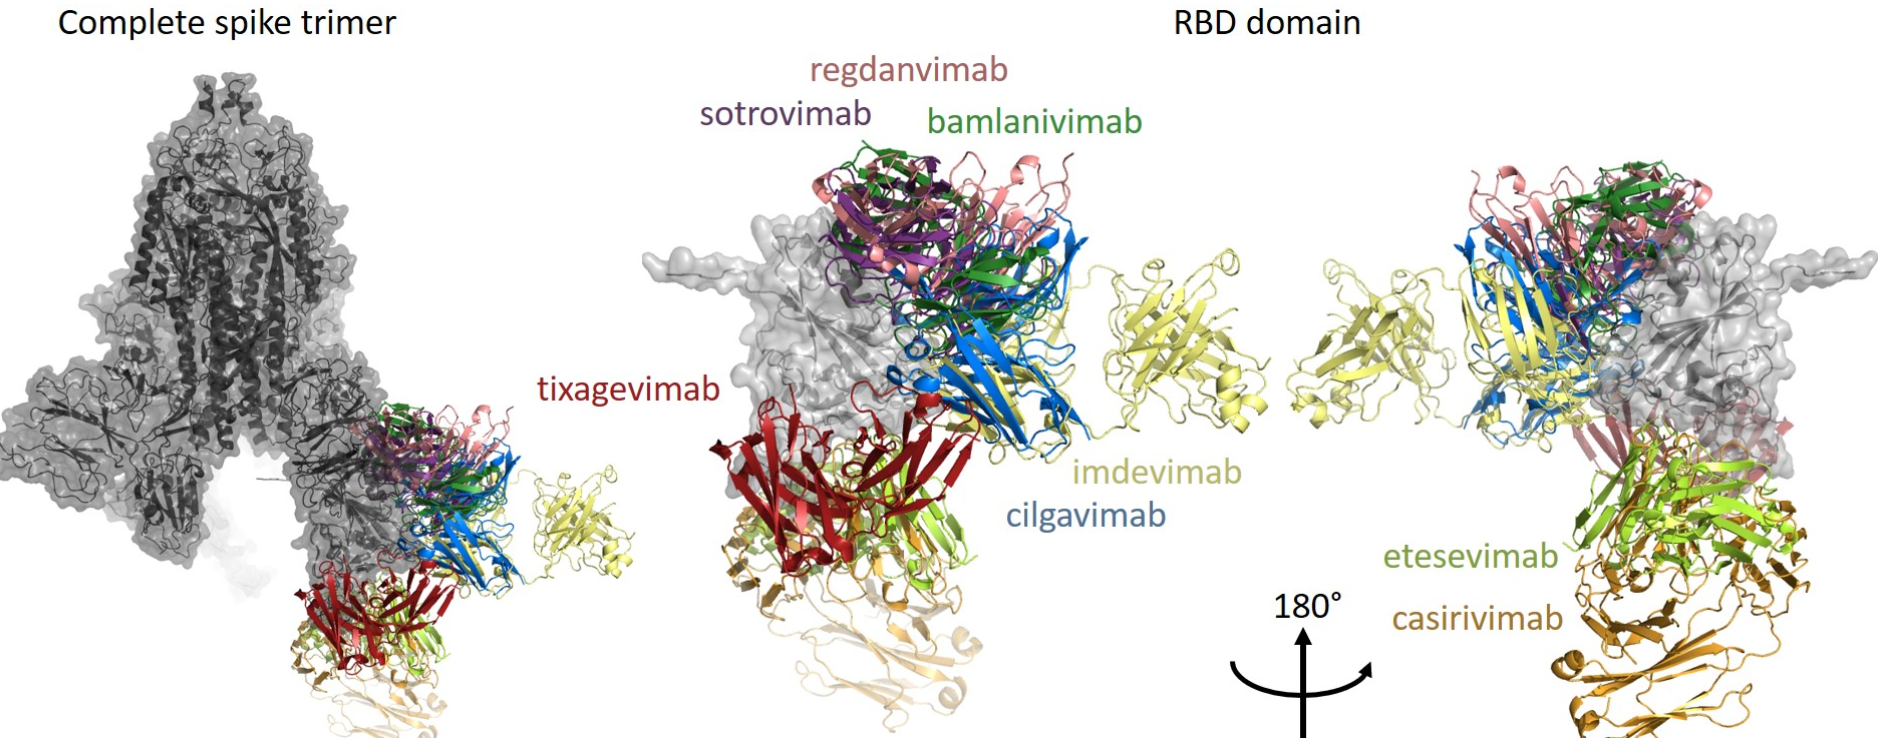 Complete spike trimer
RBD domain
regdanvimab
sotrovimab
bamlanivimab
tixagevimab
imdevimab
cilgavimab
etesevimab
180°
casirivimab